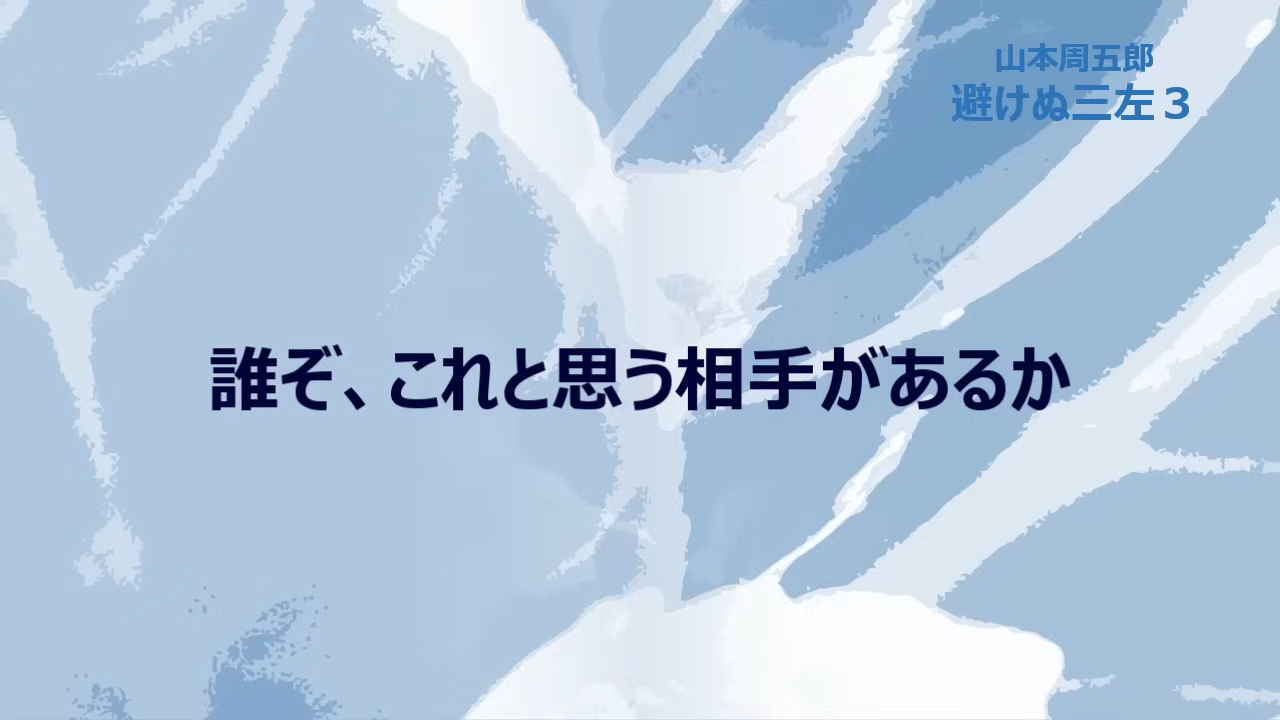 山本周五郎
避けぬ三左３
誰ぞ、これと思う相手があるか